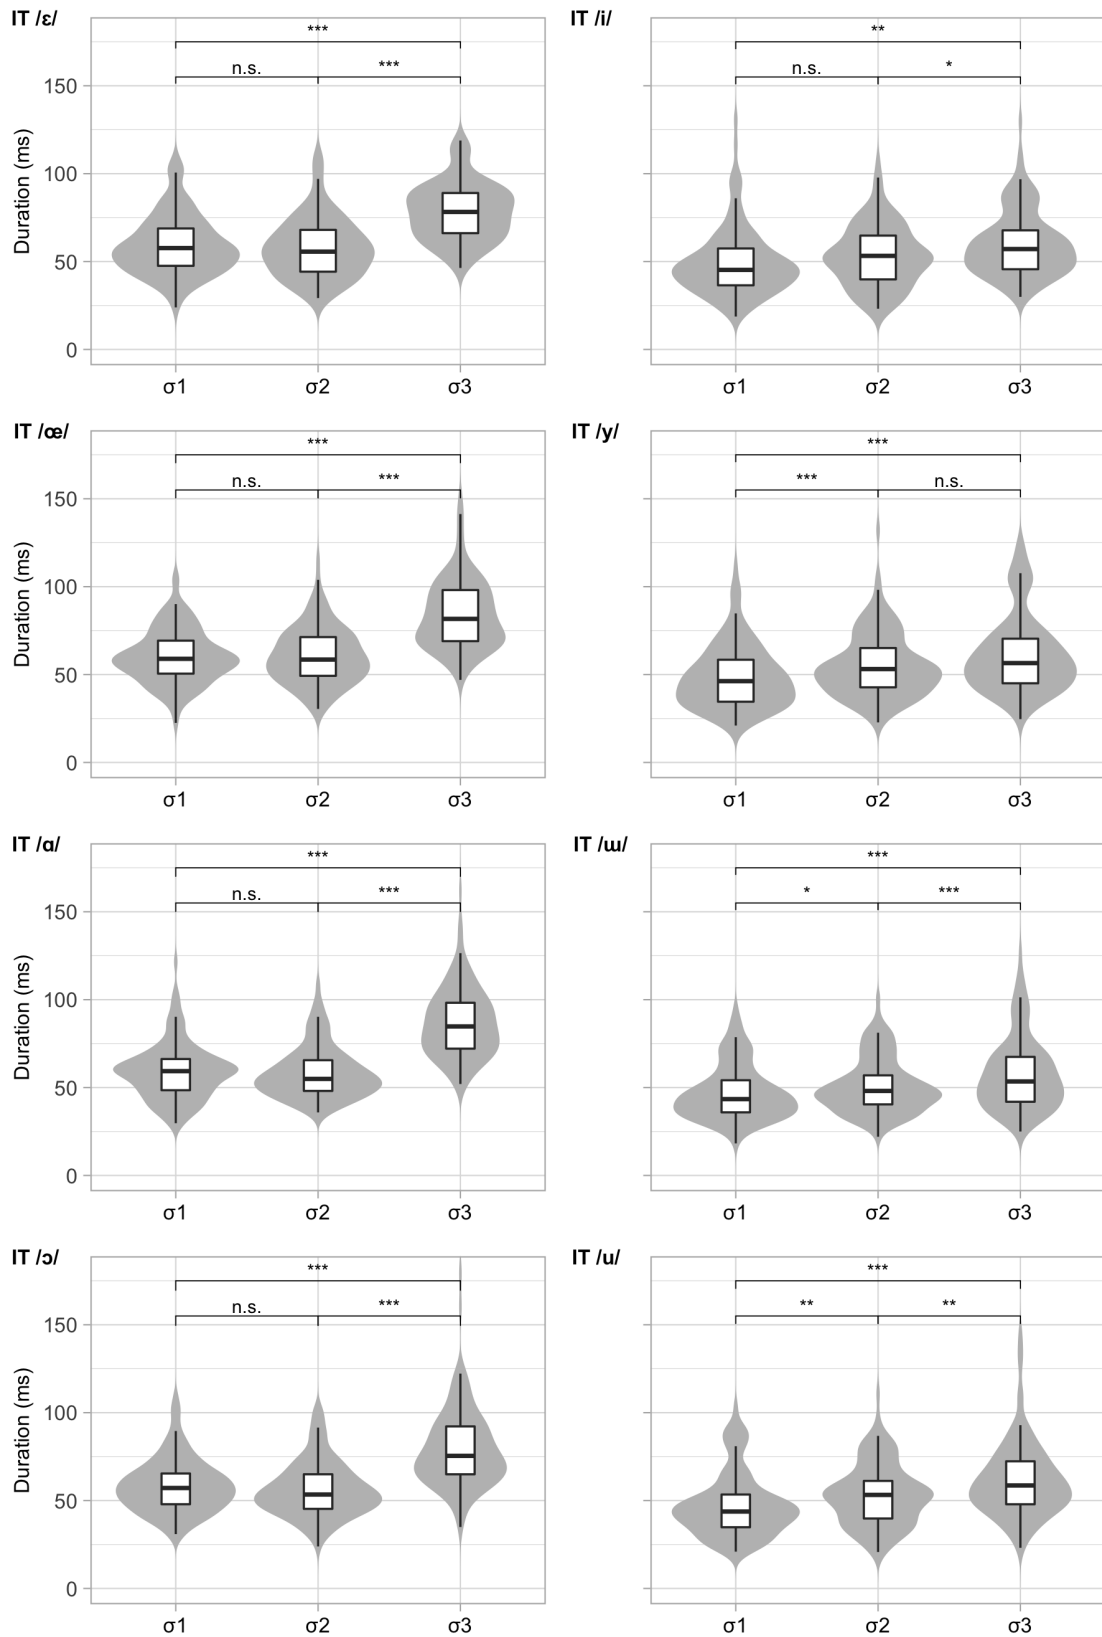 IT /ɛ/
***
n.s. ***
150
100
50
0
Duration (ms)
σ1 σ2 σ3
IT /i/
**
n.s. *
σ1 σ2 σ3
IT /œ/
***
n.s. ***
150
100
50
0
Duration (ms)
σ1 σ2 σ3
IT /y/
***
*** n.s.
σ1 σ2 σ3
IT /ɑ/
***
n.s. ***
150
100
50
0
Duration (ms)
σ1 σ2 σ3
IT /ɯ/
***
* ***
σ1 σ2 σ3
IT /ɔ/
***
n.s. ***
150
100
50
0
Duration (ms)
σ1 σ2 σ3
IT /u/
***
** **
σ1 σ2 σ3